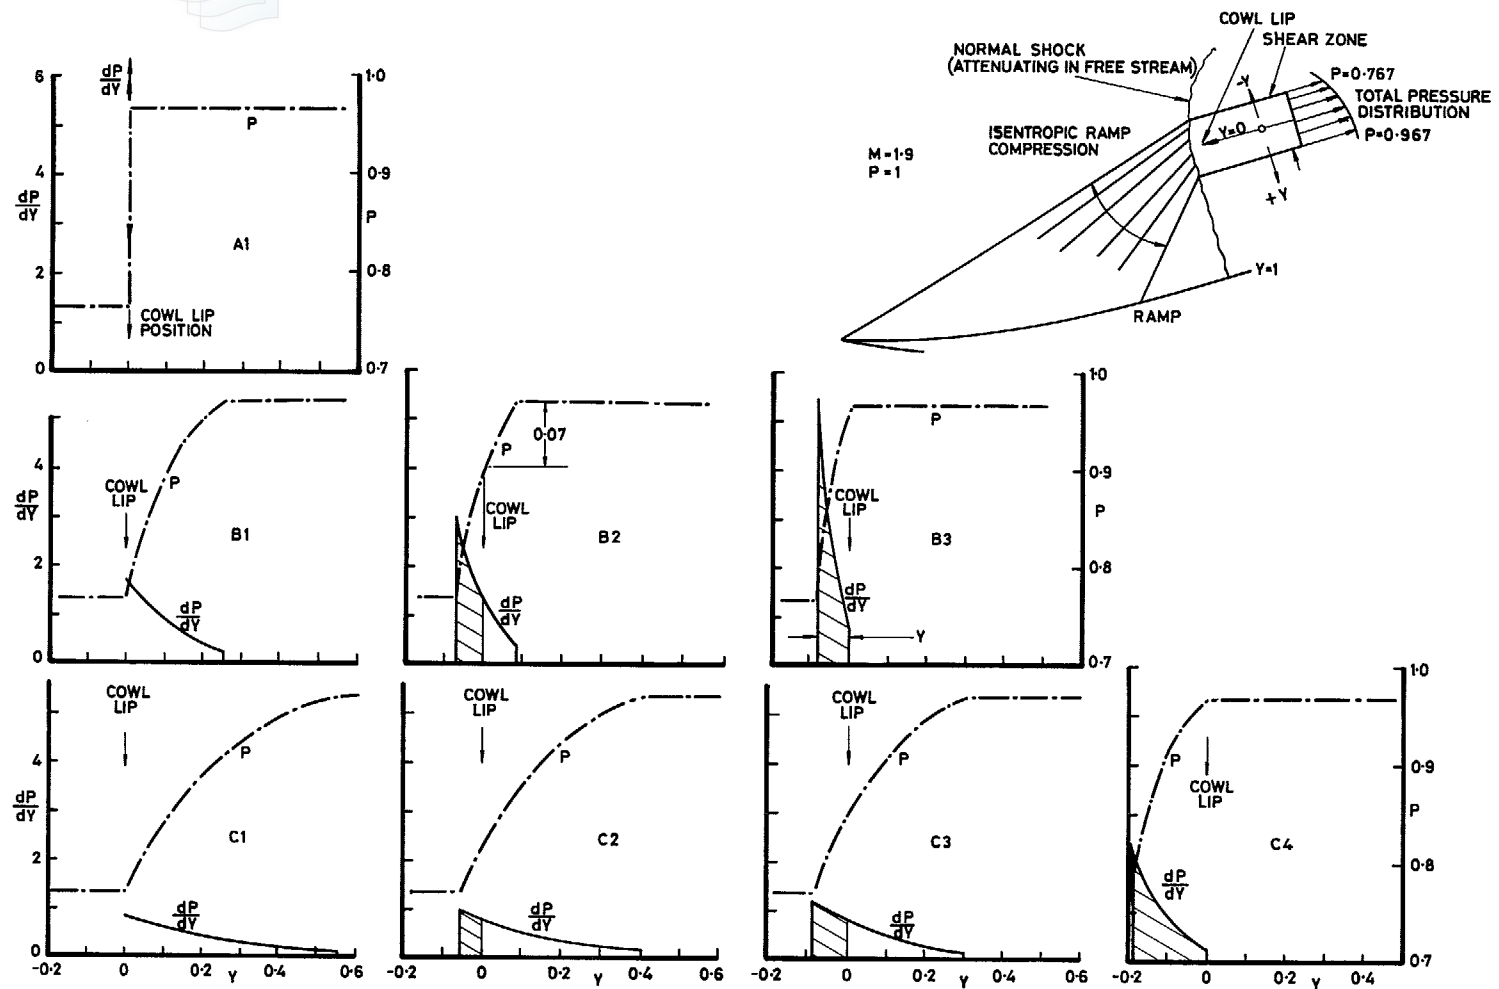 COWL LIP
SHEAR ZONE
NORMAL SHOCK
(ATTENUATING IN FREE STREAM)
P=0.767
TOTAL PRESSURE
DISTRIBUTION
P=0.967
-Y
Y=0
+Y
ISENTROPIC RAMP
COMPRESSION
M=1.9
P=1
Y=1
RAMP
dP
dY
6
1.0
P
4
0.9
dP
dY
P
A1
2
0.8
COWL LIP
POSITION
0
0.7
4
COWL
LIP
P
dP
dY
B1
2
dP
dY
0
0.07
P
COWL
LIP
B2
dP
dY
1.0
P
0.9
COWL
LIP
P
B3
0.8
dP
dY
Y
0.7
COWL
LIP
4
P
dP
dY
C1
2
dP
dY
0
-0.2 0 0.2 Y 0.4 0.6
COWL
LIP
P
C2
dP
dY
-0.2 0 0.2 Y 0.4 0.6
COWL
LIP
P
C3
dP
dY
-0.2 0 0.2 Y 0.4 0.6
1.0
P
0.9
COWL
LIP
P
C4
0.8
dP
dY
0.7
-0.2 0 0.2 Y 0.4